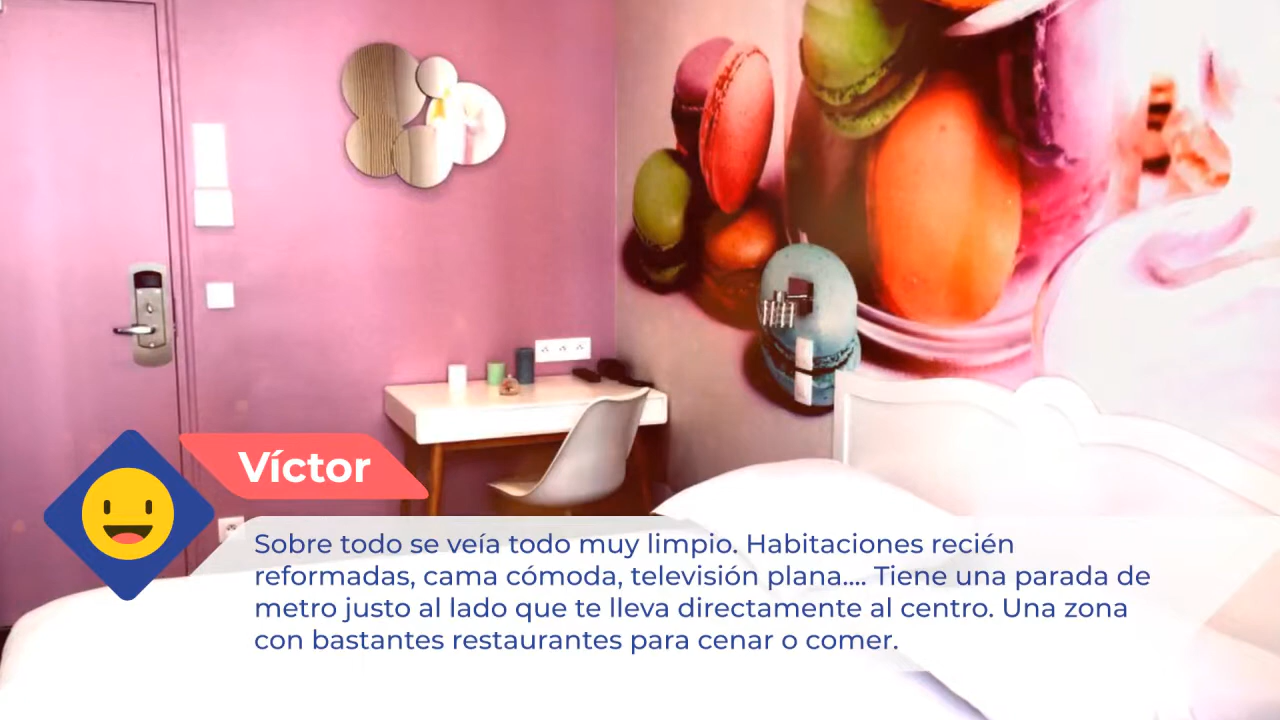 Víctor
Sobre todo se veía todo muy limpio. Habitaciones recién
reformadas, cama cómoda, televisión plana.... Tiene una parada de
metro justo al lado que te lleva directamente al centro. Una zona
con bastantes restaurantes para cenar o comer.